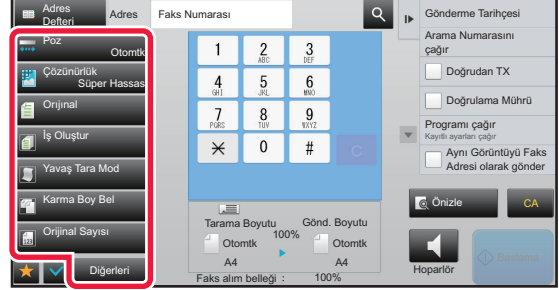 Adres
Defteri
Adres
Faks Numarası
Gönderme Tarihçesi
Poz
Otomtk
Çözünürlük
Süper Hassas
Orijinal
İş Oluştur
Yavaş Tara Mod
Karma Boy Bel
Orijinal Sayısı
Diğerleri
1
2
ABC
3
DEF
4
GHI
5
JKL
6
MNO
7
PQRS
8
TUV
9
WXYZ
0
#
C
Tarama Boyutu
100%
Gönd. Boyutu
Otomtk
A4
Otomtk
A4
Faks alım belleği :
100%
Arama Numarasını
çağır
Doğrudan TX
Doğrulama Mührü
Programı çağır
Kayıtlı ayarları çağır
Aynı Görüntüyü Faks
Adresi olarak gönder
Önizle
CA
Hoparlör